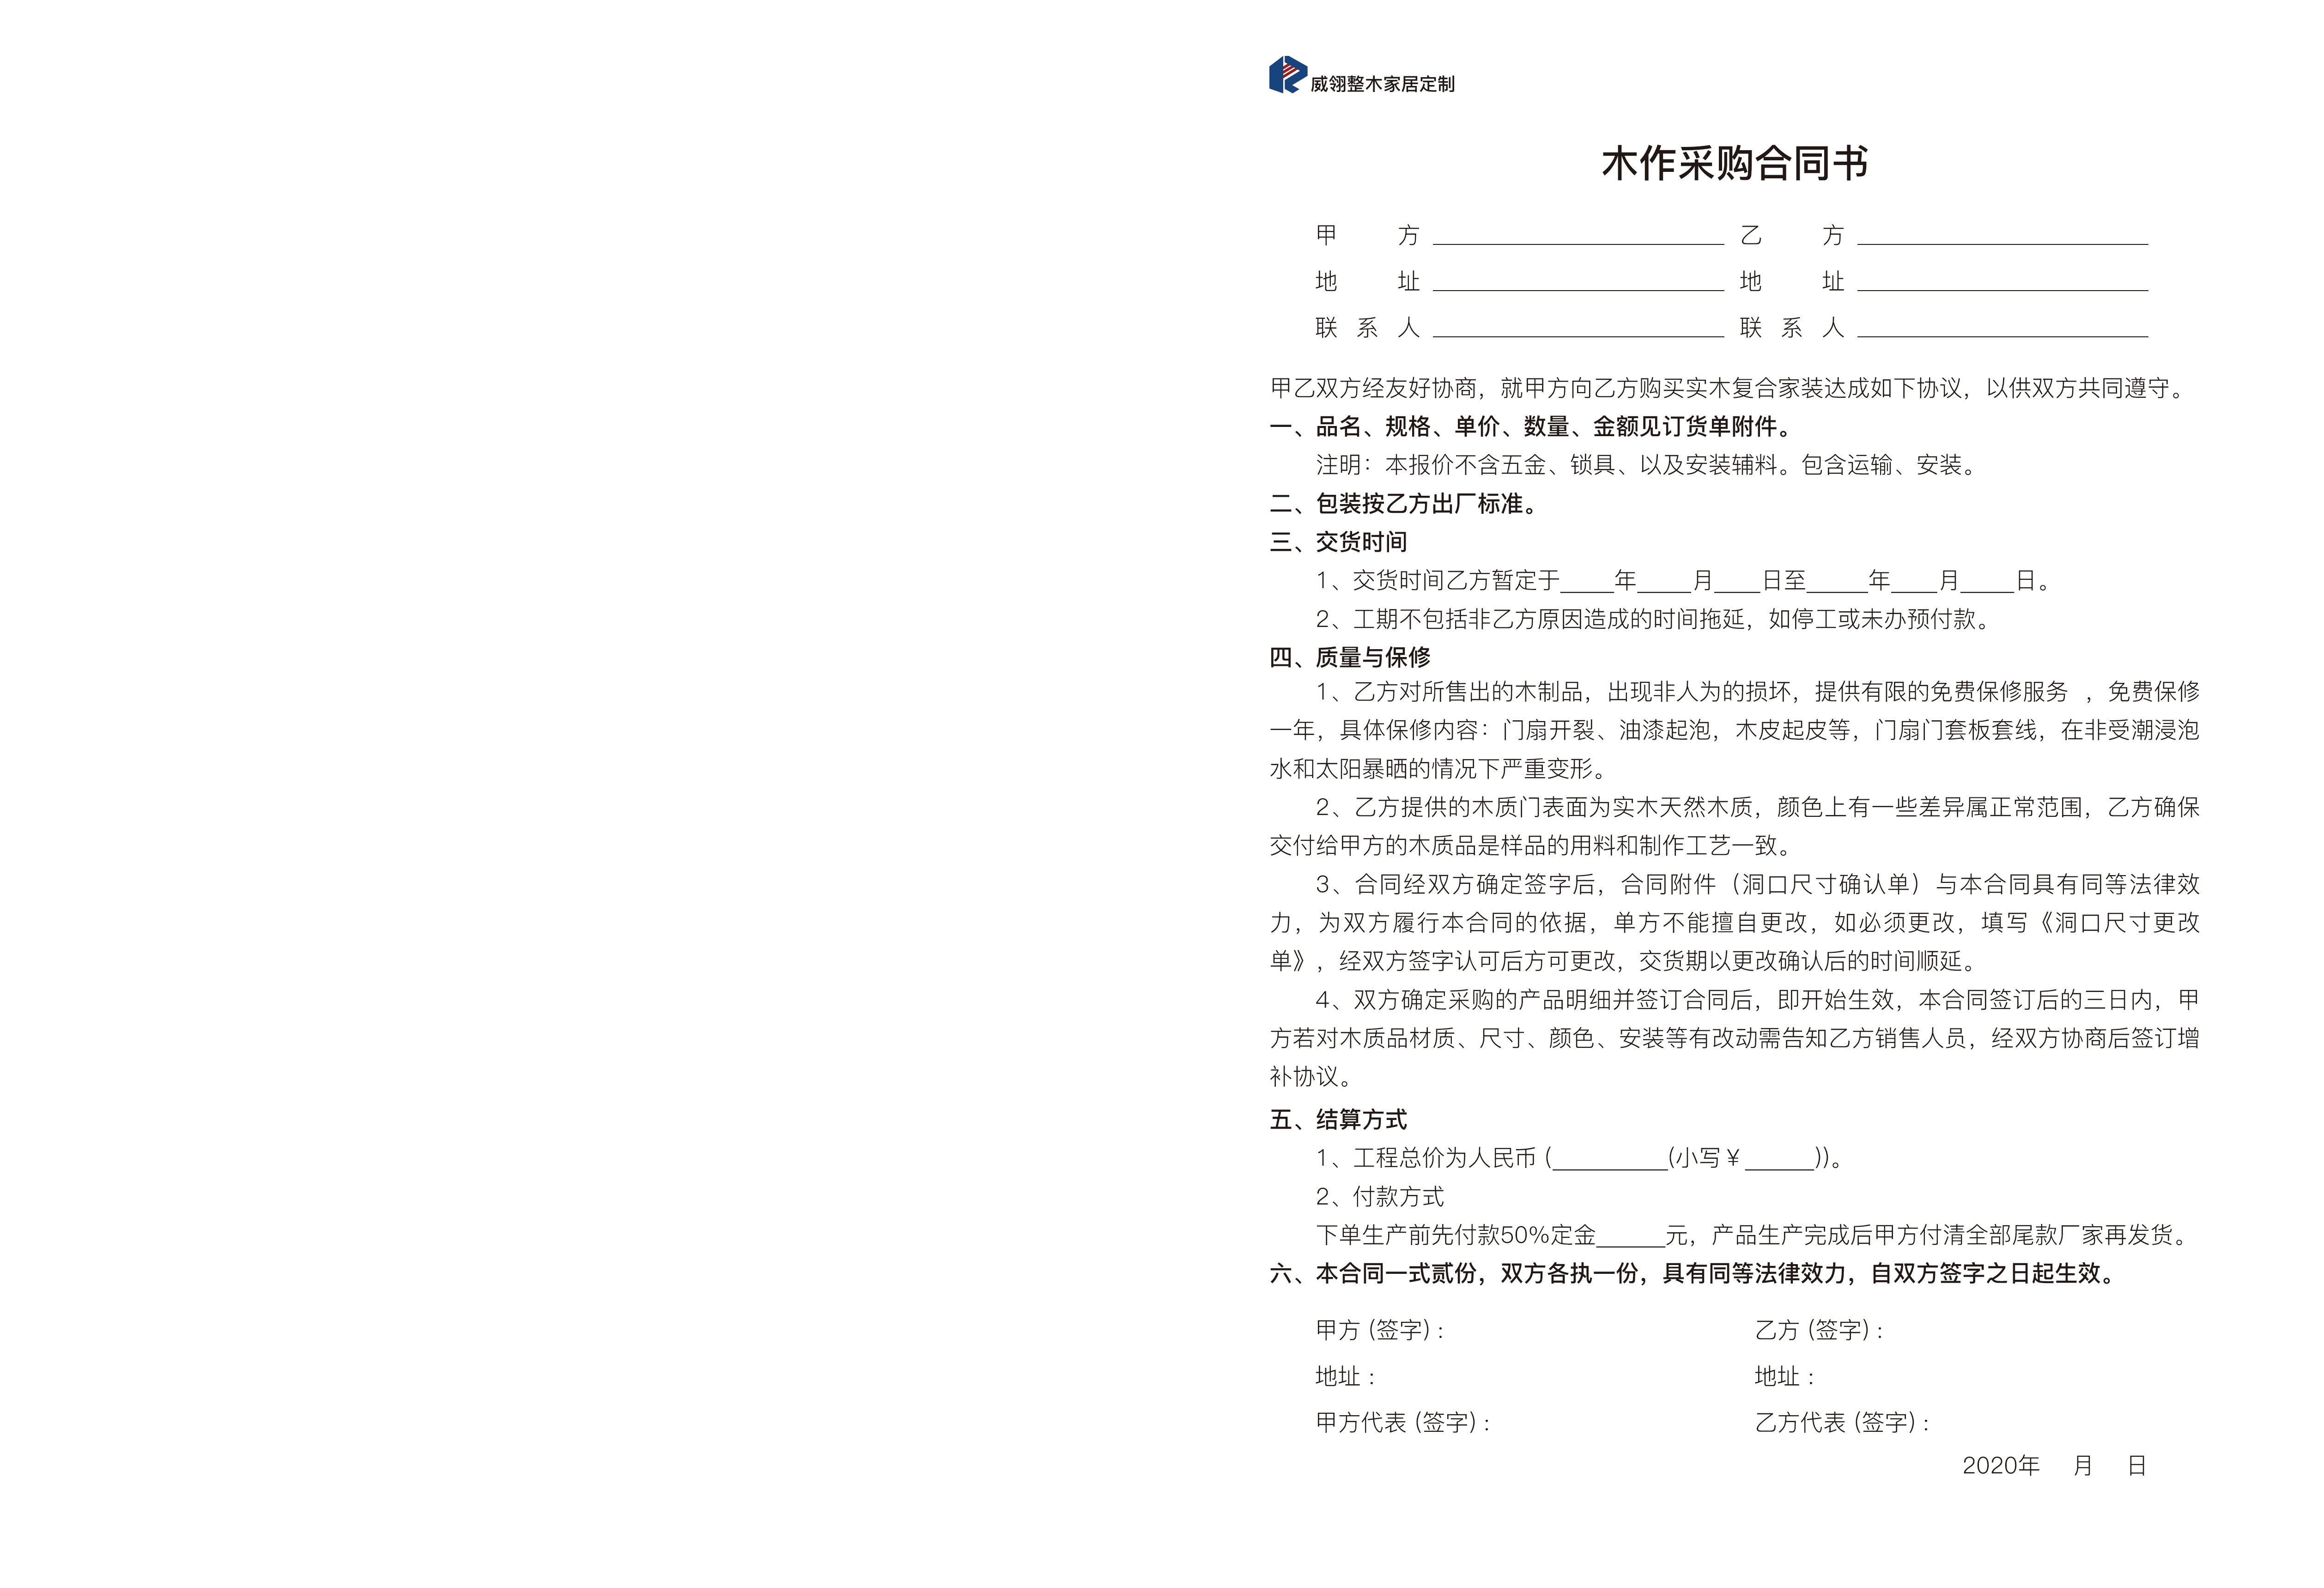 威翎整木家居定制
木作采购合同书
甲 方 ____________ 乙 方 ____________
地 址 ____________ 地 址 ____________
联 系 人 ____________ 联 系 人 ____________
甲乙双方经友好协商，就甲方向乙方购买实木复合家装达成如下协议，以供双方共同遵守。
一、品名、规格、单价、数量、金额见订货单附件。
注明：本报价不含五金、锁具、以及安装辅料。包含运输、安装。
二、包装按乙方出厂标准。
三、交货时间
1、交货时间乙方暂定于____年____月____日至____年____月____日。
2、工期不包括非乙方原因造成的时间拖延，如停工或未办预付款。
四、质量与保修
1、乙方对所售出的木制品，出现非人为的损坏，提供有限的免费保修服务 ，免费保修
一年，具体保修内容：门扇开裂、油漆起泡，木皮起皮等，门扇门套板套线，在非受潮浸泡
水和太阳暴晒的情况下严重变形。
2、乙方提供的木质门表面为实木天然木质，颜色上有一些差异属正常范围，乙方确保
交付给甲方的木质品是样品的用料和制作工艺一致。
3、合同经双方确定签字后，合同附件（洞口尺寸确认单）与本合同具有同等法律效
力，为双方履行本合同的依据，单方不能擅自更改，如必须更改，填写《洞口尺寸更改
单》，经双方签字认可后方可更改，交货期以更改确认后的时间顺延。
4、双方确定采购的产品明细并签订合同后，即开始生效，本合同签订后的三日内，甲
方若对木质品材质、尺寸、颜色、安装等有改动需告知乙方销售人员，经双方协商后签订增
补协议。
五、结算方式
1、工程总价为人民币 (________(小写￥_____))。
2、付款方式
下单生产前先付款50%定金_____元，产品生产完成后甲方付清全部尾款厂家再发货。
六、本合同一式贰份，双方各执一份，具有同等法律效力，自双方签字之日起生效。
甲方 (签字)： 乙方 (签字)：
地址： 地址：
甲方代表 (签字)： 乙方代表 (签字)：
2020年 月 日